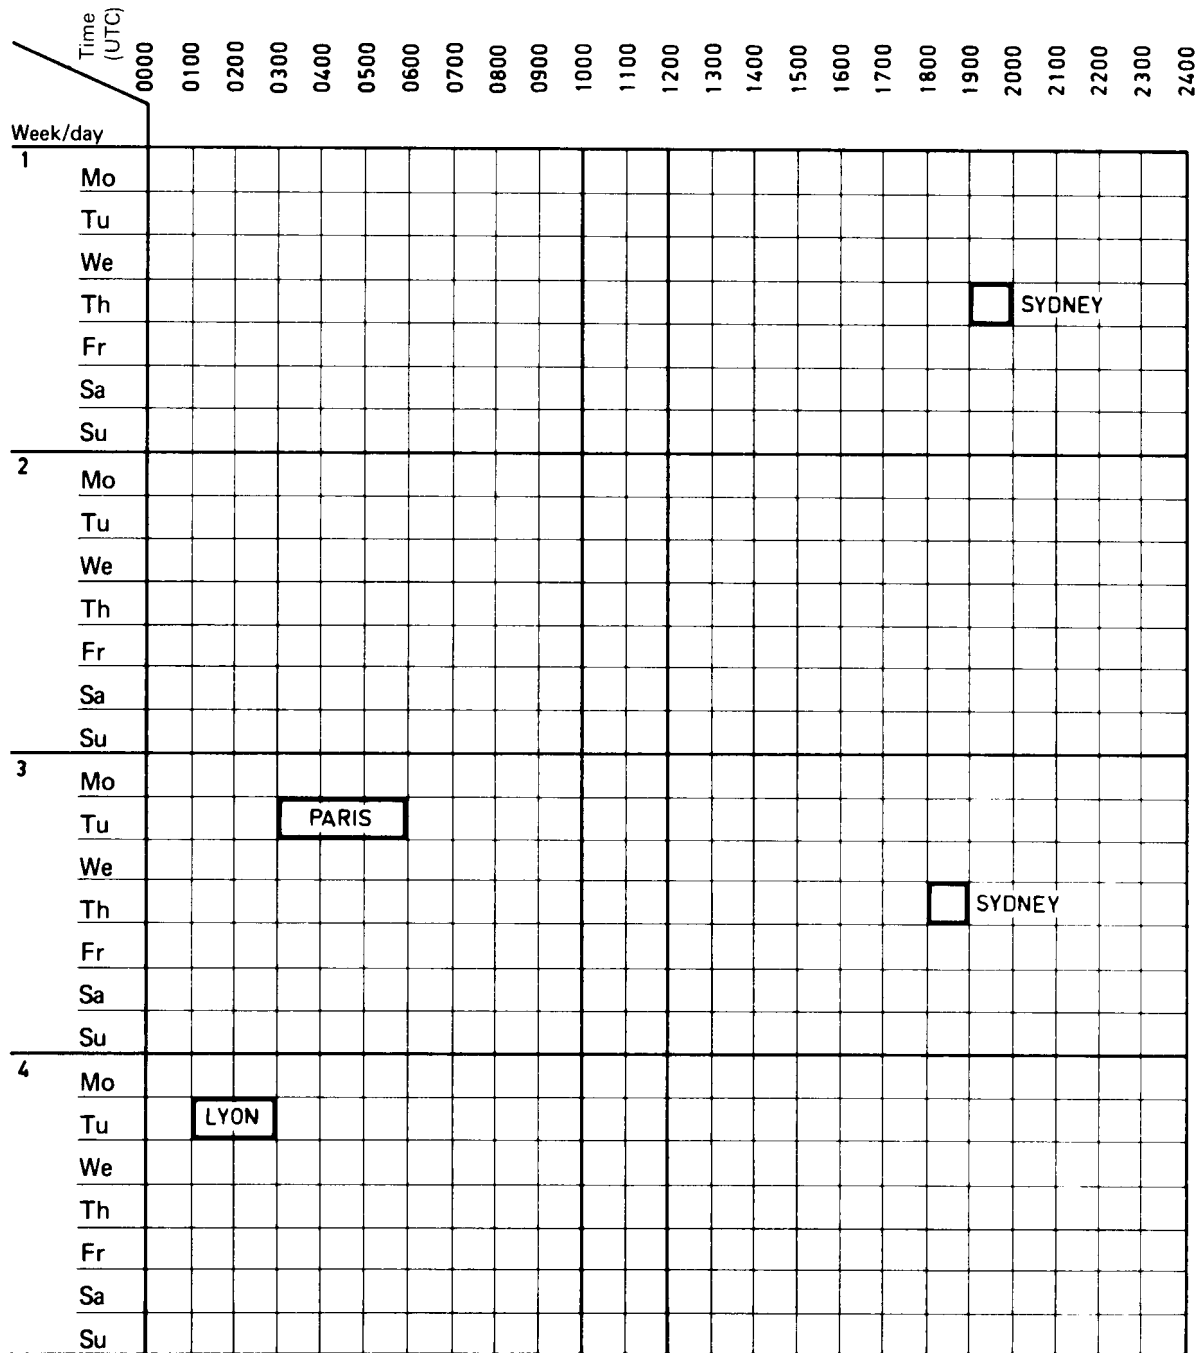 Time
(UTC)
0000 0100 0200 0300 0400 0500 0600 0700 0800 0900 1000 1100 1200 1300 1400 1500 1600 1700 1800 1900 2000 2100 2200 2300 2400
Week/day
1
Mo
Tu
We
Th SYDNEY
Fr
Sa
Su
2
Mo
Tu
We
Th
Fr
Sa
Su
3
Mo
Tu PARIS
We
Th SYDNEY
Fr
Sa
Su
4
Mo
Tu LYON
We
Th
Fr
Sa
Su